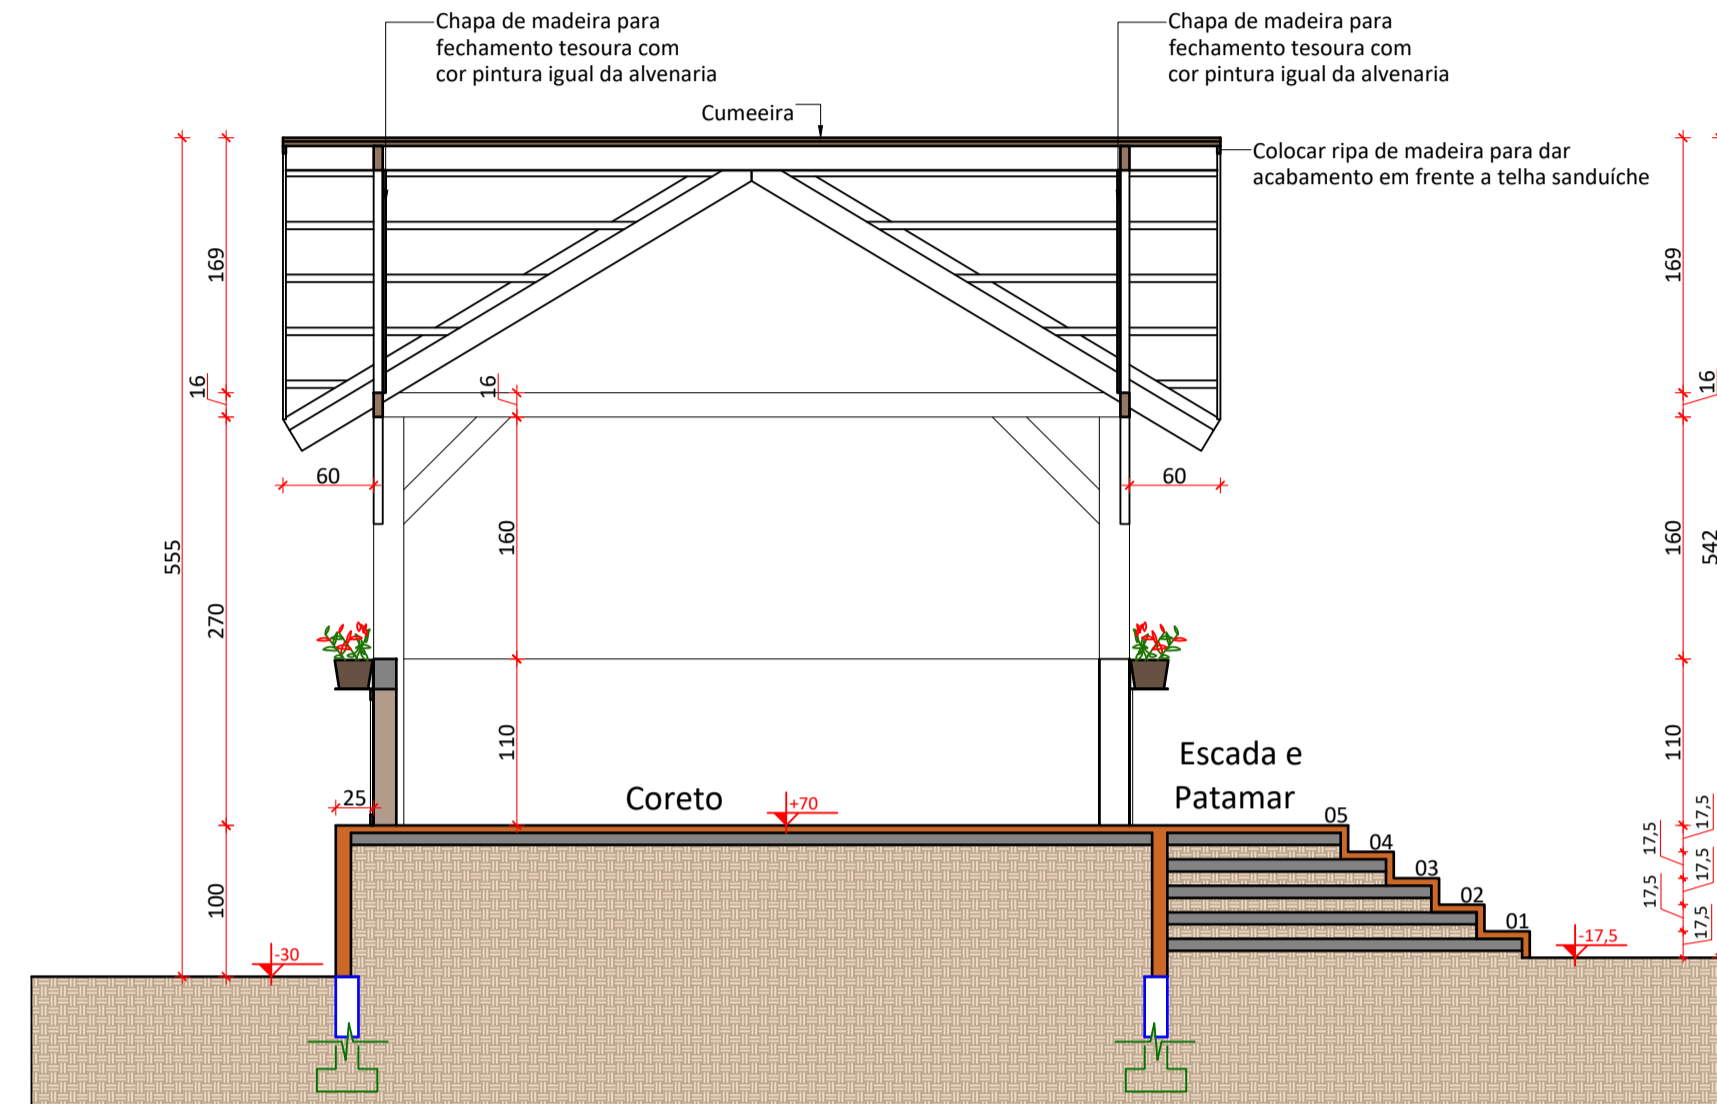 Chapa de madeira para
fechamento tesoura com
cor pintura igual da alvenaria
Chapa de madeira para
fechamento tesoura com
cor pintura igual da alvenaria
Cumeeira
Colocar ripa de madeira para dar
acabamento em frente a telha sanduíche
169
169
16
16
16
60
60
555
160
160
542
270
110
110
Escada e
Patamar
Coreto
25
+70
05
04
03
02
01
17,5
17,5
17,5
17,5
17,5
100
-30
-17,5